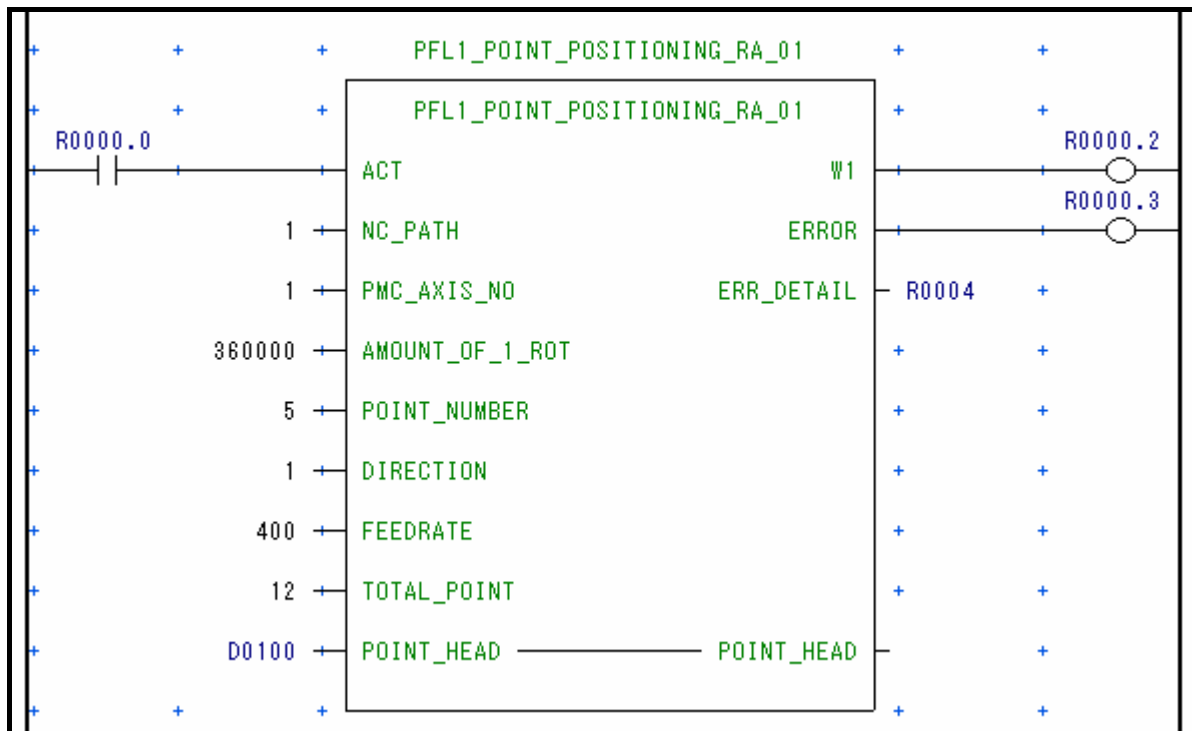 PFL1_POINT_POSITIONING_RA_01
PFL1_POINT_POSITIONING_RA_01
R0000.0 R0000.2
ACT W1
R0000.3
1 NC_PATH ERROR
1 PMC_AXIS_NO ERR_DETAIL R0004
360000 AMOUNT_OF_1_ROT
5 POINT_NUMBER
1 DIRECTION
400 FEEDRATE
12 TOTAL_POINT
D0100 POINT_HEAD POINT_HEAD